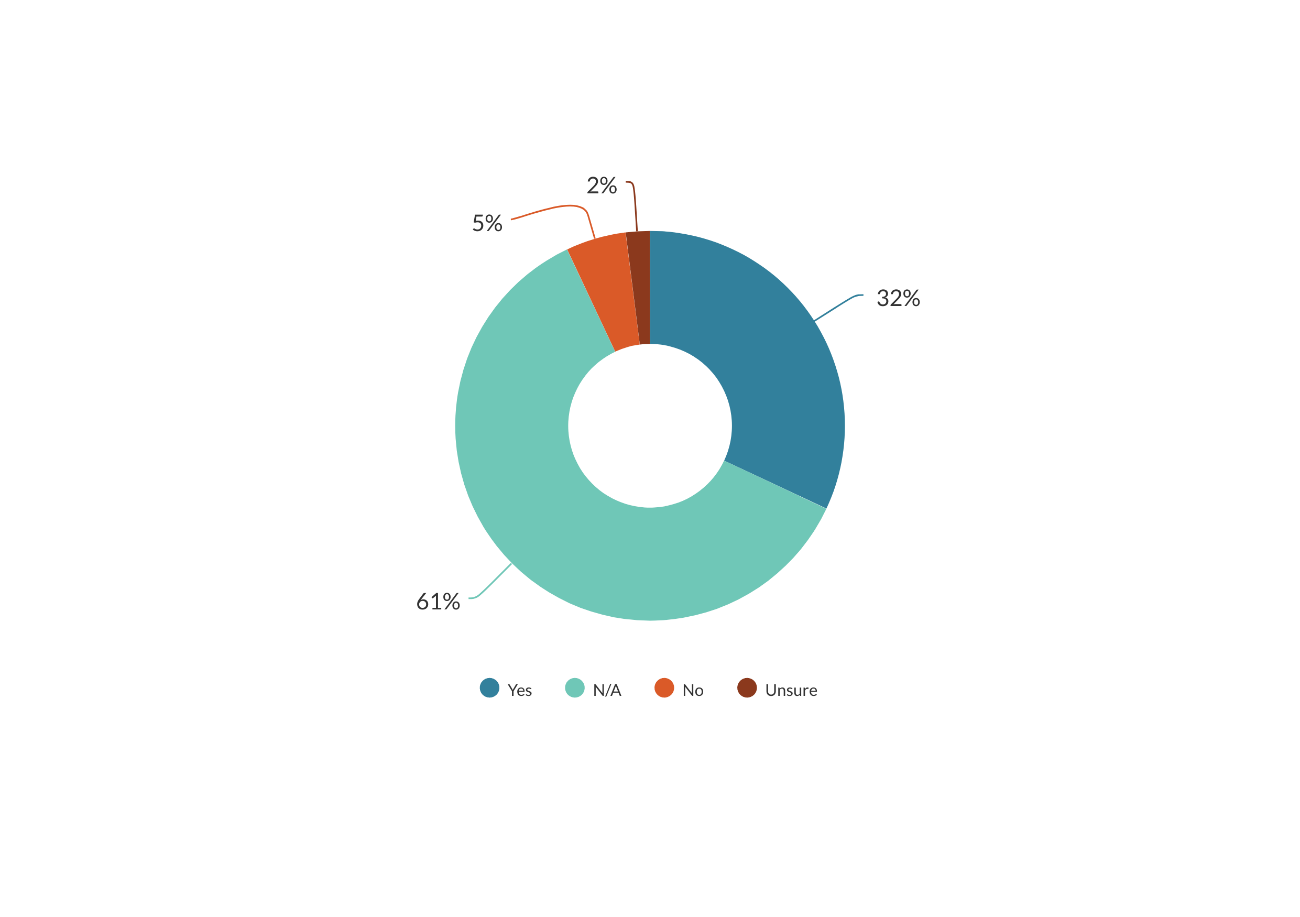 2%
5%
32%
61%
Yes N/A No Unsure